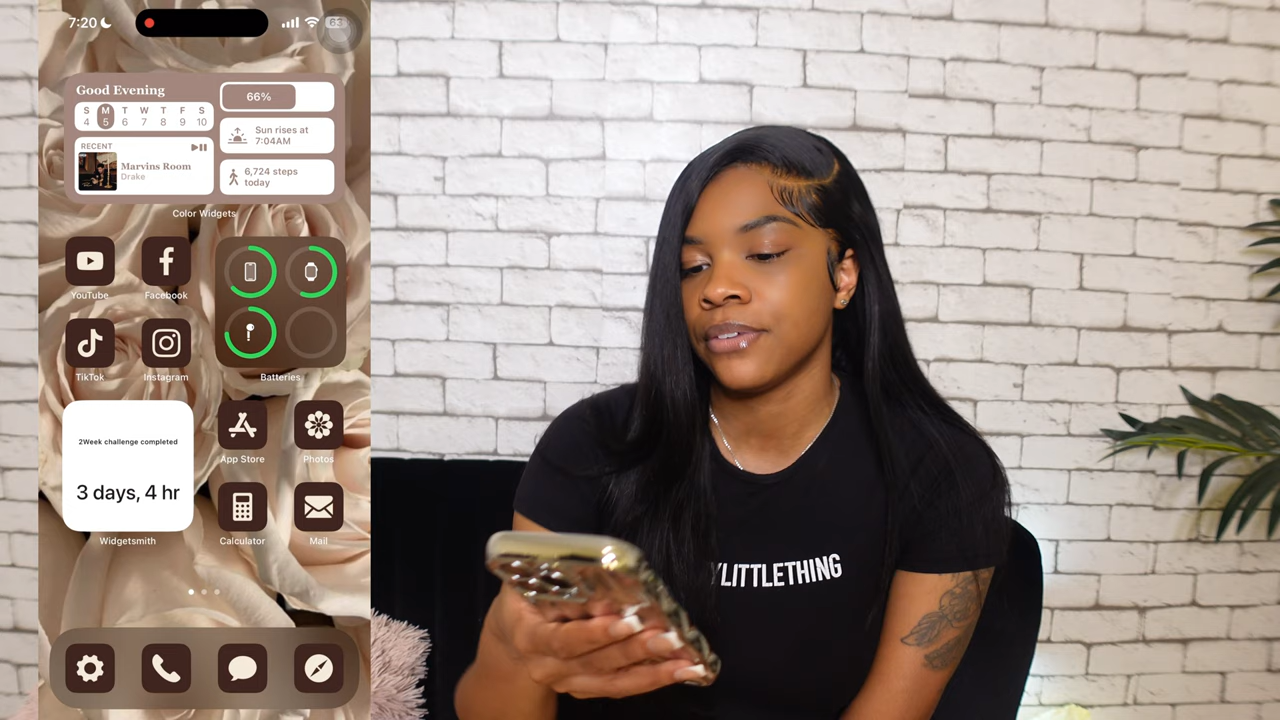 7:20
63
Good Evening
S M T W T F S
4 5 6 7 8 9 10
RECENT
Marvins Room
Drake
66%
Sun rises at
7:04AM
6,724 steps
today
Color Widgets
YouTube
Facebook
TikTok
Instagram
Batteries
2Week challenge completed
3 days, 4 hr
Widgetsmith
App Store
Photos
Calculator
Mail
YLITTLETHING